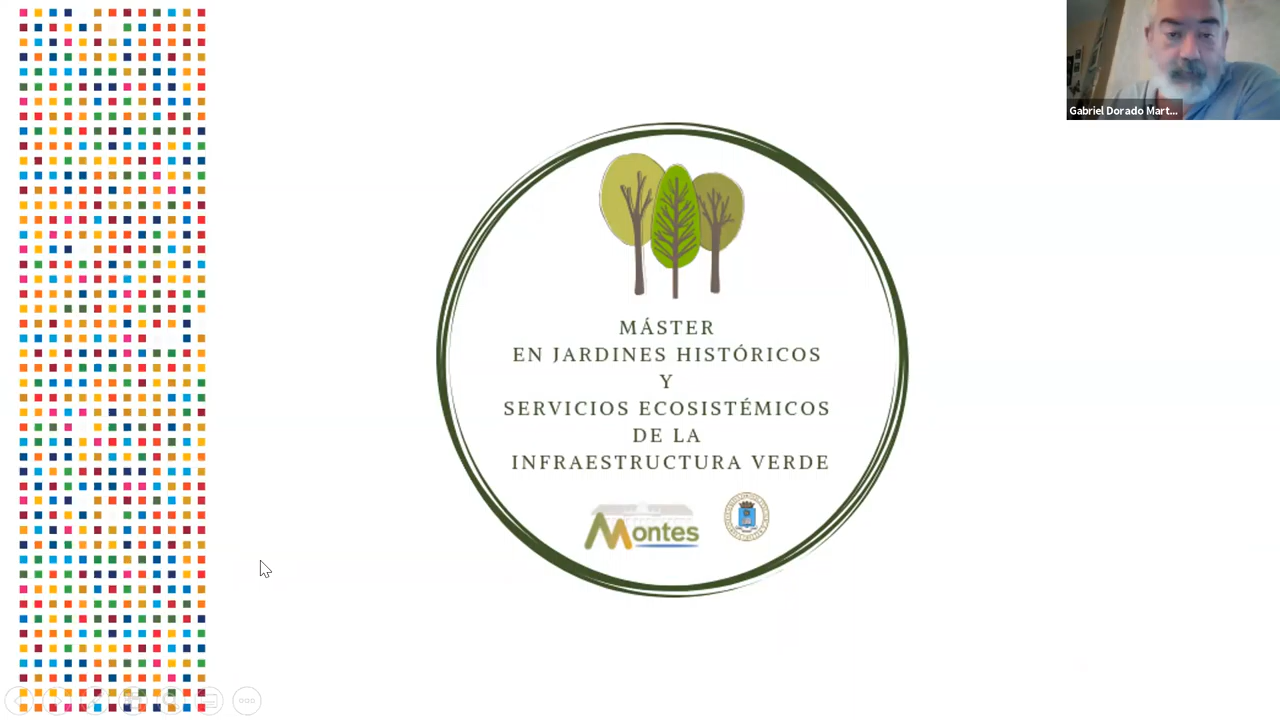 Gabriel Dorado Mart...
MÁSTER
EN JARDINES HISTÓRICOS
Y
SERVICIOS ECOSISTÉMICOS
DE LA
INFRAESTRUCTURA VERDE
Montes